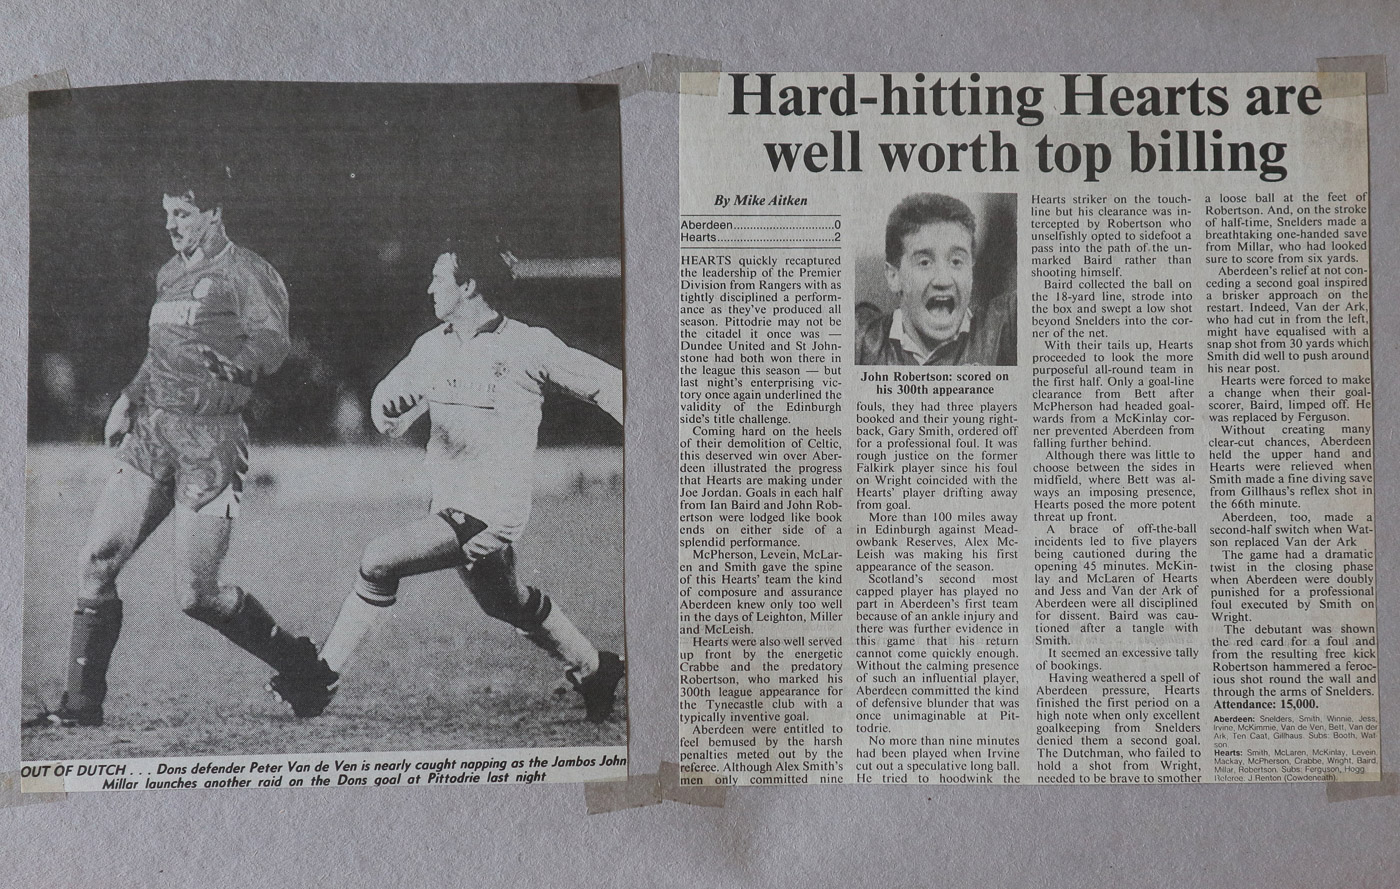 OUT OF DUTCH . . . Dons defender Peter Van de Ven is nearly caught napping as the Jambos John
Millar launches another raid on the Dons goal at Pittodrie last night
Hard-hitting Hearts are
well worth top billing
By Mike Aitken
Aberdeen..............................0
Hearts...................................2
HEARTS quickly recaptured
the leadership of the Premier
Division from Rangers with as
tightly disciplined a perform-
ance as they've produced all
season. Pittodrie may not be
the citadel it once was —
Dundee United and St John-
stone had both won there in
the league this season — but
last night's enterprising vic-
tory once again underlined the
validity of the Edinburgh
side's title challenge.
Coming hard on the heels
of their demolition of Celtic,
this deserved win over Aber-
deen illustrated the progress
that Hearts are making under
Joe Jordan. Goals in each half
from Ian Baird and John Rob-
ertson were lodged like book
ends on either side of a
splendid performance.
McPherson, Levein, McLar-
en and Smith gave the spine
of this Hearts' team the kind
of composure and assurance
Aberdeen knew only too well
in the days of Leighton, Miller
and McLeish.
Hearts were also well served
up front by the energetic
Crabbe and the predatory
Robertson, who marked his
300th league appearance for
the Tynecastle club with a
typically inventive goal.
Aberdeen were entitled to
feel bemused by the harsh
penalties meted out by the
referee. Although Alex Smith's
men only committed nine
John Robertson: scored on
his 300th appearance
fouls, they had three players
booked and their young right-
back, Gary Smith, ordered off
for a professional foul. It was
rough justice on the former
Falkirk player since his foul
on Wright coincided with the
Hearts' player drifting away
from goal.
More than 100 miles away
in Edinburgh against Mead-
owbank Reserves, Alex Mc-
Leish was making his first
appearance of the season.
Scotland's second most
capped player has played no
part in Aberdeen's first team
because of an ankle injury and
there was further evidence in
this game that his return
cannot come quickly enough.
Without the calming presence
of such an influential player,
Aberdeen committed the kind
of defensive blunder that was
once unimaginable at Pit-
todrie.
No more than nine minutes
had been played when Irvine
cut out a speculative long ball.
He tried to hoodwink the
Hearts striker on the touch-
line but his clearance was in-
tercepted by Robertson who
unselfishly opted to sidefoot a
pass into the path of the un-
marked Baird rather than
shooting himself.
Baird collected the ball on
the 18-yard line, strode into
the box and swept a low shot
beyond Snelders into the cor-
ner of the net.
With their tails up, Hearts
proceeded to look the more
purposeful all-round team in
the first half. Only a goal-line
clearance from Bett after
McPherson had headed goal-
wards from a McKinlay cor-
ner prevented Aberdeen from
falling further behind.
Although there was little to
choose between the sides in
midfield, where Bett was al-
ways an imposing presence,
Hearts posed the more potent
threat up front.
A brace of off-the-ball
incidents led to five players
being cautioned during the
opening 45 minutes. McKin-
lay and McLaren of Hearts
and Jess and Van der Ark of
Aberdeen were all disciplined
for dissent. Baird was cau-
tioned after a tangle with
Smith.
It seemed an excessive tally
of bookings.
Having weathered a spell of
Aberdeen pressure, Hearts
finished the first period on a
high note when only excellent
goalkeeping from Snelders
denied them a second goal.
The Dutchman, who failed to
hold a shot from Wright,
needed to be brave to smother
a loose ball at the feet of
Robertson. And, on the stroke
of half-time, Snelders made a
breathtaking one-handed save
from Millar, who had looked
sure to score from six yards.
Aberdeen's relief at not con-
ceding a second goal inspired
a brisker approach on the
restart. Indeed, Van der Ark,
who had cut in from the left,
might have equalised with a
snap shot from 30 yards which
Smith did well to push around
his near post.
Hearts were forced to make
a change when their goal-
scorer, Baird, limped off. He
was replaced by Ferguson.
Without creating many
clear-cut chances, Aberdeen
held the upper hand and
Hearts were relieved when
Smith made a fine diving save
from Gillhaus's reflex shot in
the 66th minute.
Aberdeen, too, made a
second-half switch when Wat-
son replaced Van der Ark
The game had a dramatic
twist in the closing phase
when Aberdeen were doubly
punished for a professional
foul executed by Smith on
Wright.
The debutant was shown
the red card for a foul and
from the resulting free kick
Robertson hammered a feroc-
ious shot round the wall and
through the arms of Snelders.
Attendance: 15,000.
Aberdeen: Snelders, Smith, Winnie, Jess,
Irvine, McKimmie, Van de Ven, Bett, Van der
Ark, Ten Caat, Gillhaus. Subs: Booth, Wat
son.
Hearts: Smith, McLaren, McKinlay, Levein,
Mackay, McPherson, Crabbe, Wright, Baird,
Millar, Robertson. Subs: Ferguson, Hogg
Referee: J Renton (Cowdeneath).